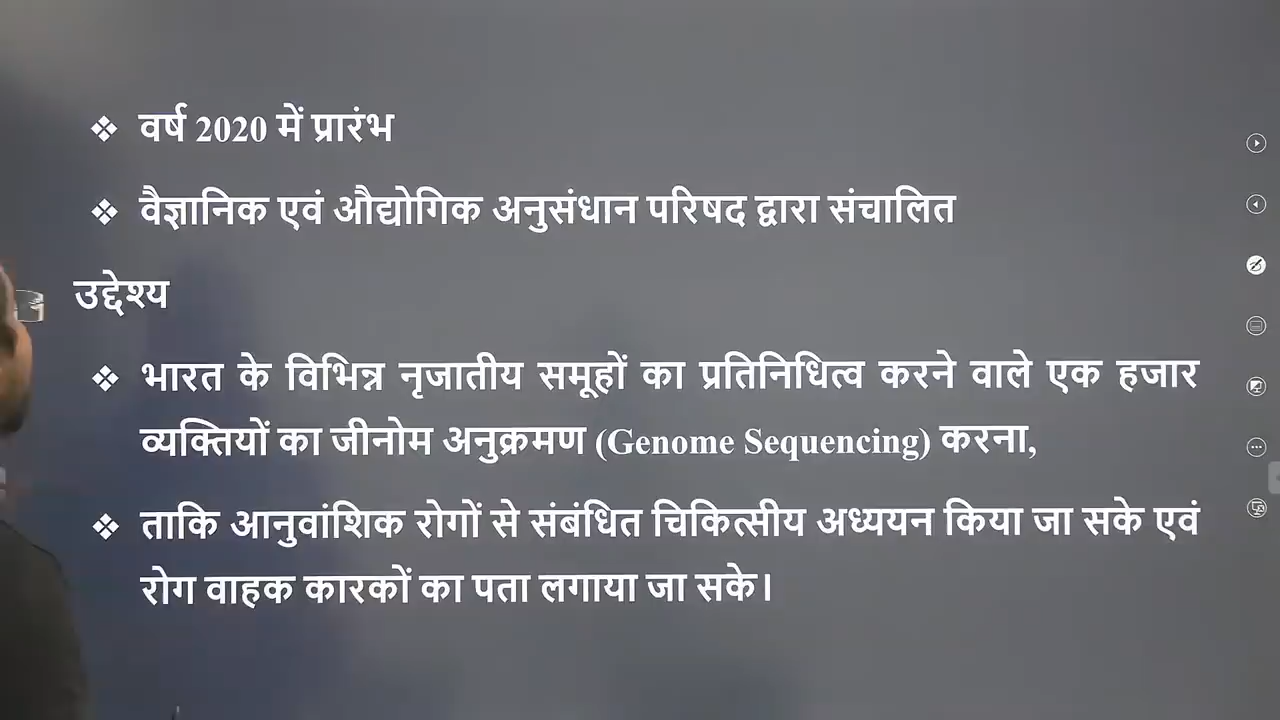 ❖ वर्ष 2020 में प्रारंभ
❖ वैज्ञानिक एवं औद्योगिक अनुसंधान परिषद द्वारा संचालित
उद्देश्य
❖ भारत के विभिन्न नृजातीय समूहों का प्रतिनिधित्व करने वाले एक हजार
व्यक्तियों का जीनोम अनुक्रमण (Genome Sequencing) करना,
❖ ताकि आनुवांशिक रोगों से संबंधित चिकित्सीय अध्ययन किया जा सके एवं
रोग वाहक कारकों का पता लगाया जा सके।